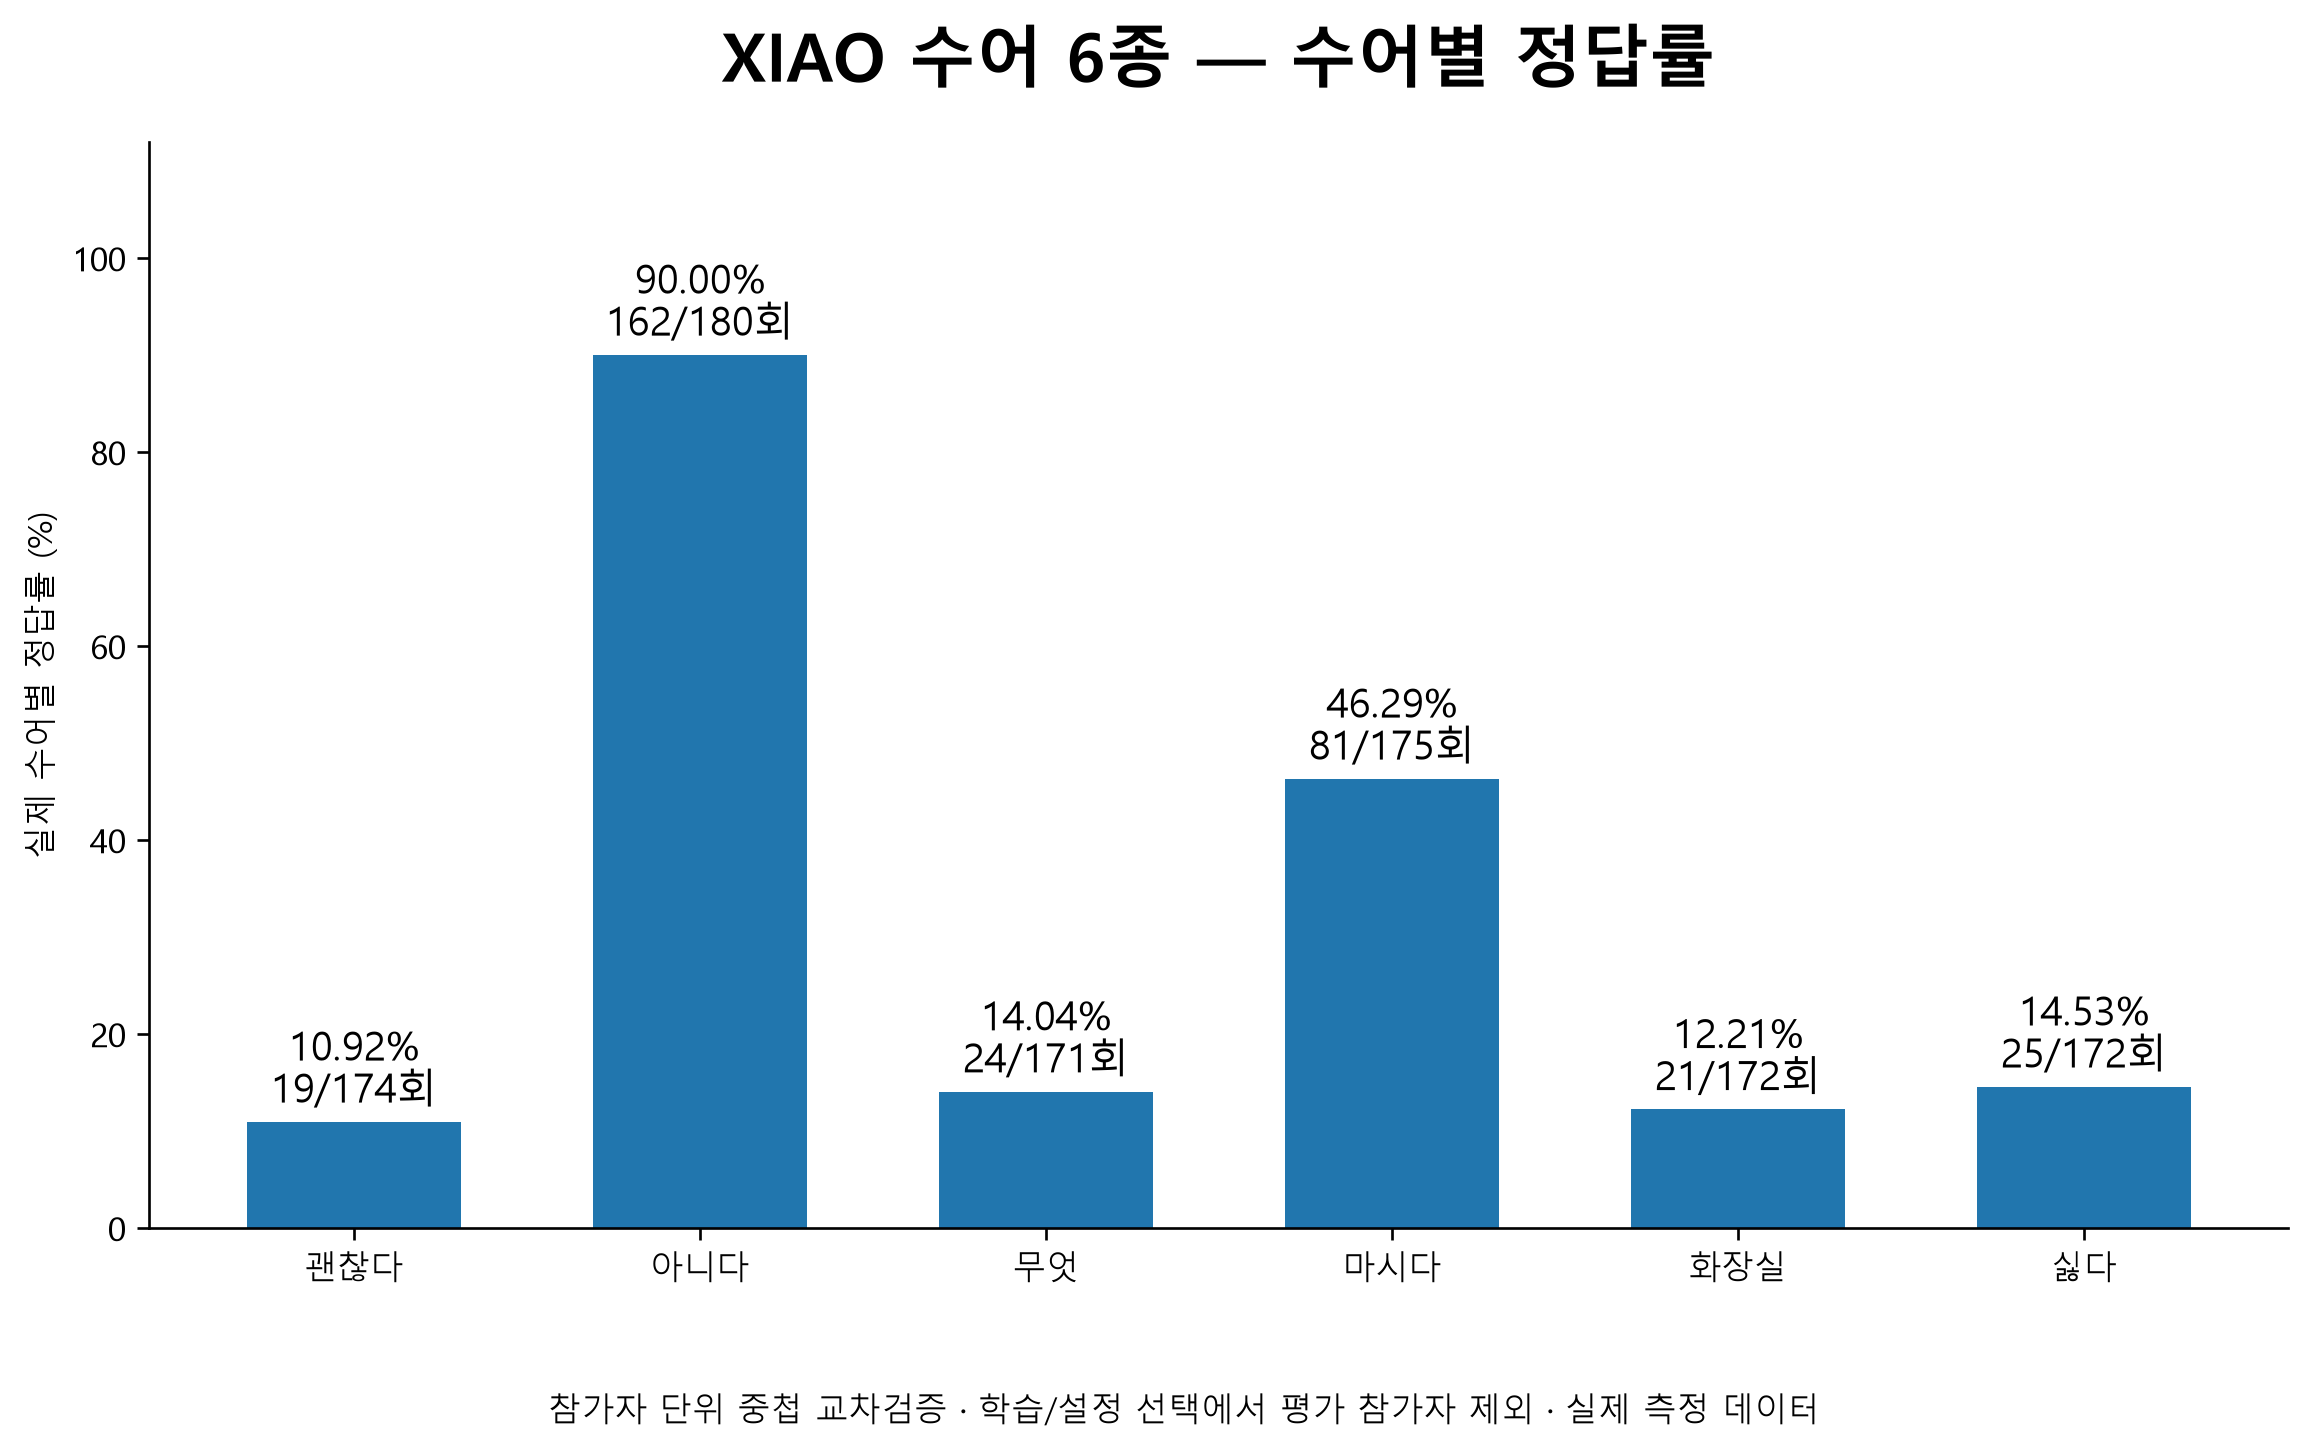 XIAO 수어 6종 — 수어별 정답률
실제 수어별 정답률 (%)
100
80
60
40
20
0
10.92%
19/174회
90.00%
162/180회
14.04%
24/171회
46.29%
81/175회
12.21%
21/172회
14.53%
25/172회
괜찮다
아니다
무엇
마시다
화장실
싫다
참가자 단위 중첩 교차검증 · 학습/설정 선택에서 평가 참가자 제외 · 실제 측정 데이터